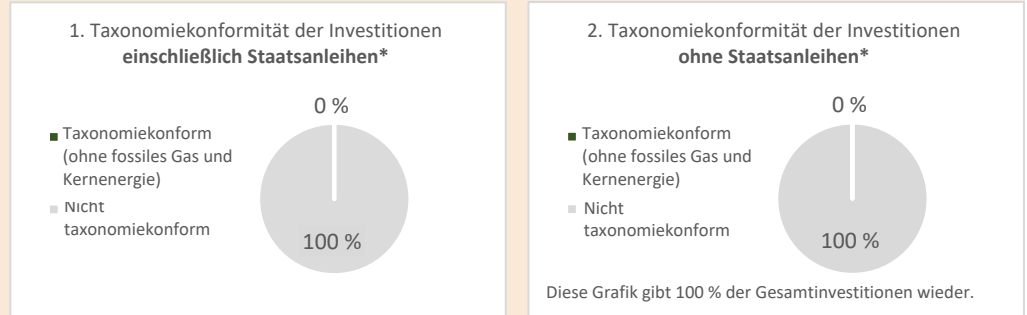 1. Taxonomiekonformität der Investitionen
einschließlich Staatsanleihen*
0 %
Taxonomiekonform
(ohne fossiles Gas und
Kernenergie)
Nicht
taxonomiekonform
100 %
2. Taxonomiekonformität der Investitionen
ohne Staatsanleihen*
0 %
Taxonomiekonform
(ohne fossiles Gas und
Kernenergie)
Nicht
taxonomiekonform
100 %
Diese Grafik gibt 100 % der Gesamtinvestitionen wieder.